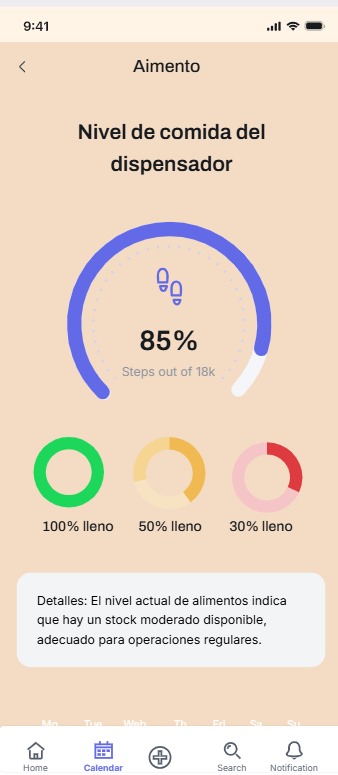 9:41
Aimento
Nivel de comida del
dispensador
85%
Steps out of 18k
100% lleno
50% lleno
30% lleno
Detalles: El nivel actual de alimentos indica
que hay un stock moderado disponible,
adecuado para operaciones regulares.
Mo Tue Web Th Fri Sa Su
Home
Calendar
Search
Notification